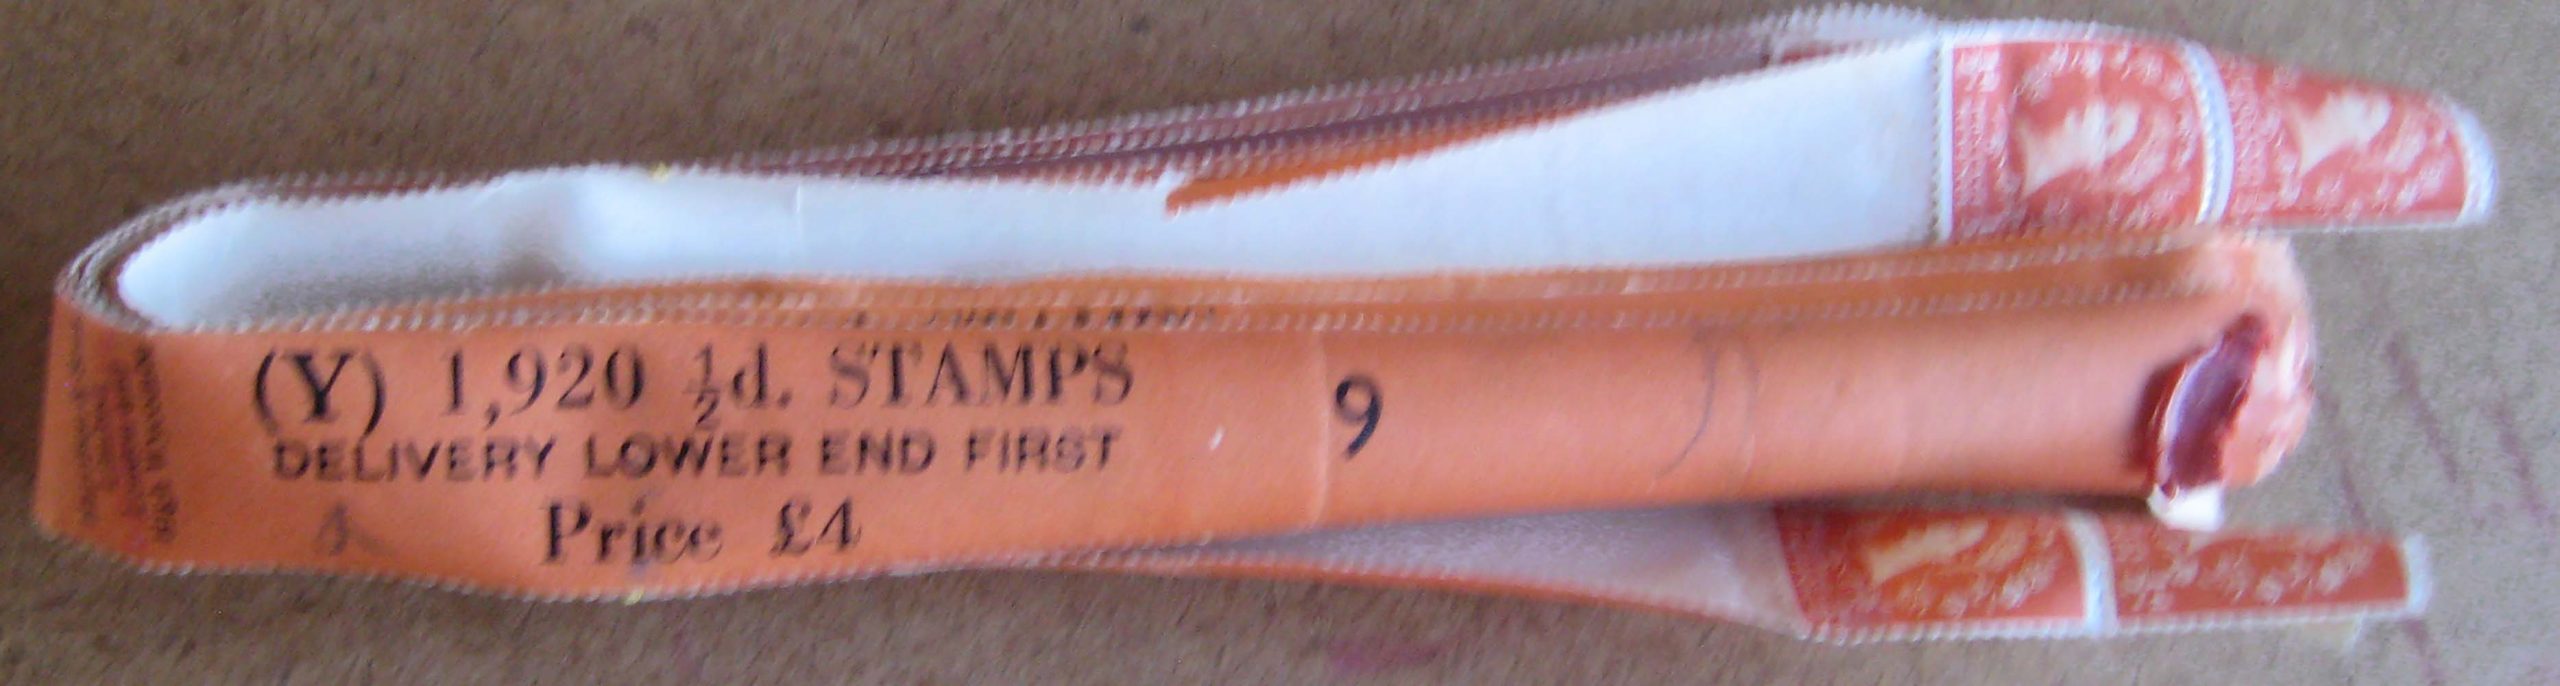 (Y) 1,920 ½d. STAMPS
DELIVERY LOWER END FIRST
Price £4
9